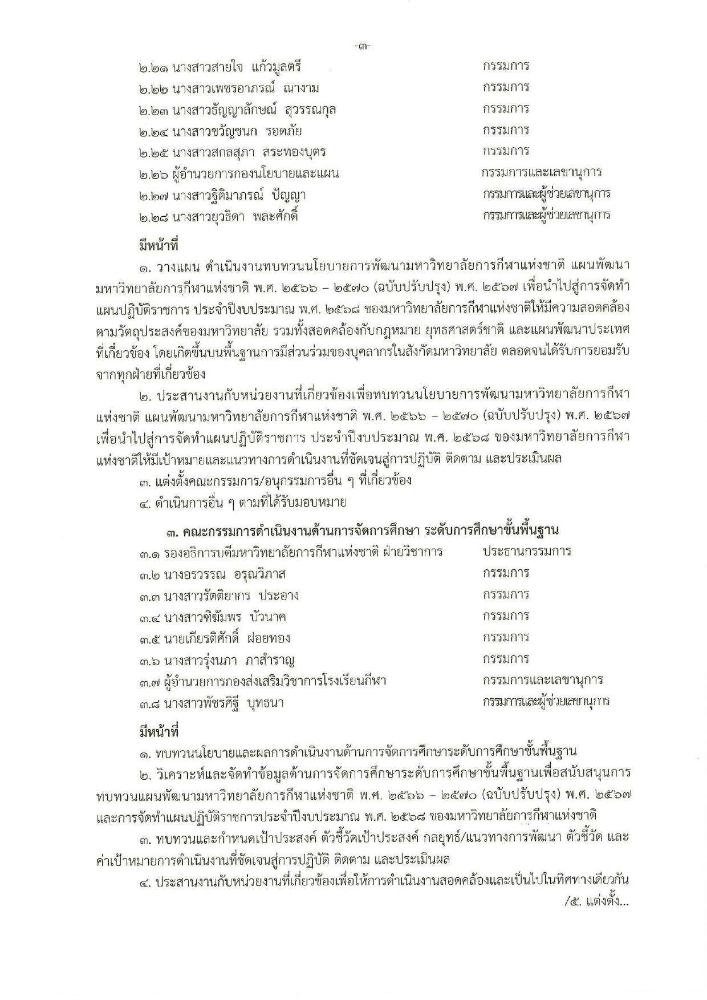 -๓-
๒.๒๑ นางสาวสายใจ แก้วมูลตรี กรรมการ
๒.๒๒ นางสาวเพชรอาภรณ์ ณางาม กรรมการ
๒.๒๓ นางสาวธัญญาลักษณ์ สุวรรณกุล กรรมการ
๒.๒๔ นางสาวขวัญชนก รอดภัย กรรมการ
๒.๒๕ นางสาวสกลสุภา สระทองบุตร กรรมการ
๒.๒๖ ผู้อำนวยการกองนโยบายและแผน กรรมการและเลขานุการ
๒.๒๗ นางสาวฐิติมาภรณ์ ปัญญา กรรมการและผู้ช่วยเลขานุการ
๒.๒๘ นางสาวยุวธิดา พละศักดิ์ กรรมการและผู้ช่วยเลขานุการ
มีหน้าที่
๑. วางแผน ดำเนินงานทบทวนนโยบายการพัฒนามหาวิทยาลัยการกีฬาแห่งชาติ แผนพัฒนา
มหาวิทยาลัยการกีฬาแห่งชาติ พ.ศ. ๒๕๖๖ – ๒๕๗๐ (ฉบับปรับปรุง) พ.ศ. ๒๕๖๗ เพื่อนำไปสู่การจัดทำ
แผนปฏิบัติราชการ ประจำปีงบประมาณ พ.ศ. ๒๕๖๘ ของมหาวิทยาลัยการกีฬาแห่งชาติให้มีความสอดคล้อง
ตามวัตถุประสงค์ของมหาวิทยาลัย รวมทั้งสอดคล้องกับกฎหมาย ยุทธศาสตร์ชาติ และแผนพัฒนาประเทศ
ที่เกี่ยวข้อง โดยเกิดขึ้นบนพื้นฐานการมีส่วนร่วมของบุคลากรในสังกัดมหาวิทยาลัย ตลอดจนได้รับการยอมรับ
จากทุกฝ่ายที่เกี่ยวข้อง
๒. ประสานงานกับหน่วยงานที่เกี่ยวข้องเพื่อทบทวนนโยบายการพัฒนามหาวิทยาลัยการกีฬา
แห่งชาติ แผนพัฒนามหาวิทยาลัยการกีฬาแห่งชาติ พ.ศ. ๒๕๖๖ – ๒๕๗๐ (ฉบับปรับปรุง) พ.ศ. ๒๕๖๗
เพื่อนำไปสู่การจัดทำแผนปฏิบัติราชการ ประจำปีงบประมาณ พ.ศ. ๒๕๖๘ ของมหาวิทยาลัยการกีฬา
แห่งชาติให้มีเป้าหมายและแนวทางการดำเนินงานที่ชัดเจนสู่การปฏิบัติ ติดตาม และประเมินผล
๓. แต่งตั้งคณะกรรมการ/อนุกรรมการอื่น ๆ ที่เกี่ยวข้อง
๔. ดำเนินการอื่น ๆ ตามที่ได้รับมอบหมาย
๓. คณะกรรมการดำเนินงานด้านการจัดการศึกษา ระดับการศึกษาขั้นพื้นฐาน
๓.๑ รองอธิการบดีมหาวิทยาลัยการกีฬาแห่งชาติ ฝ่ายวิชาการ ประธานกรรมการ
๓.๒ นางอรวรรณ อรุณวิภาส กรรมการ
๓.๓ นางสาวรัตติยากร ประอาง กรรมการ
๓.๔ นางสาวฑิฆัมพร บัวนาค กรรมการ
๓.๕ นายเกียรติศักดิ์ ฝอยทอง กรรมการ
๓.๖ นางสาวรุ่งนภา ภาสำราญ กรรมการ
๓.๗ ผู้อำนวยการกองส่งเสริมวิชาการโรงเรียนกีฬา กรรมการและเลขานุการ
๓.๘ นางสาวพัชรศิฐี บุทธนา กรรมการและผู้ช่วยเลขานุการ
มีหน้าที่
๑. ทบทวนนโยบายและผลการดำเนินงานด้านการจัดการศึกษาระดับการศึกษาขั้นพื้นฐาน
๒. วิเคราะห์และจัดทำข้อมูลด้านการจัดการศึกษาระดับการศึกษาขั้นพื้นฐานเพื่อสนับสนุนการ
ทบทวนแผนพัฒนามหาวิทยาลัยการกีฬาแห่งชาติ พ.ศ. ๒๕๖๖ – ๒๕๗๐ (ฉบับปรับปรุง) พ.ศ. ๒๕๖๗
และการจัดทำแผนปฏิบัติราชการประจำปีงบประมาณ พ.ศ. ๒๕๖๘ ของมหาวิทยาลัยการกีฬาแห่งชาติ
๓. ทบทวนและกำหนดเป้าประสงค์ ตัวชี้วัดเป้าประสงค์ กลยุทธ์/แนวทางการพัฒนา ตัวชี้วัด และ
ค่าเป้าหมายการดำเนินงานที่ชัดเจนสู่การปฏิบัติ ติดตาม และประเมินผล
๔. ประสานงานกับหน่วยงานที่เกี่ยวข้องเพื่อให้การดำเนินงานสอดคล้องและเป็นไปในทิศทางเดียวกัน
/๕. แต่งตั้ง...